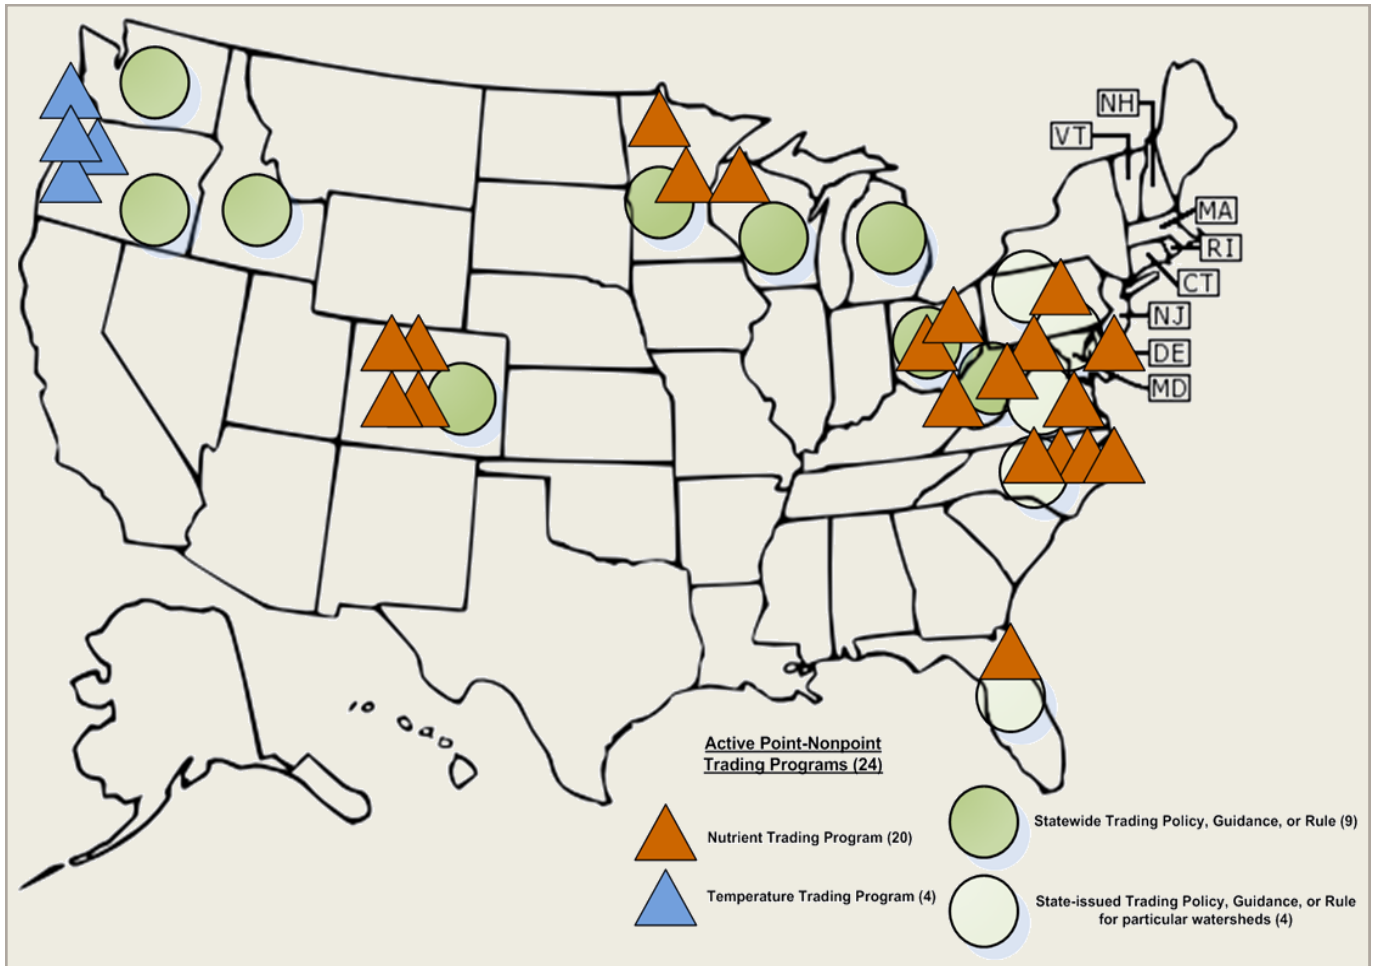 NH
VT
MA
RI
CT
NJ
DE
MD
Active Point-Nonpoint
Trading Programs (24)
Nutrient Trading Program (20)
Temperature Trading Program (4)
Statewide Trading Policy, Guidance, or Rule (9)
State-issued Trading Policy, Guidance, or Rule
for particular watersheds (4)